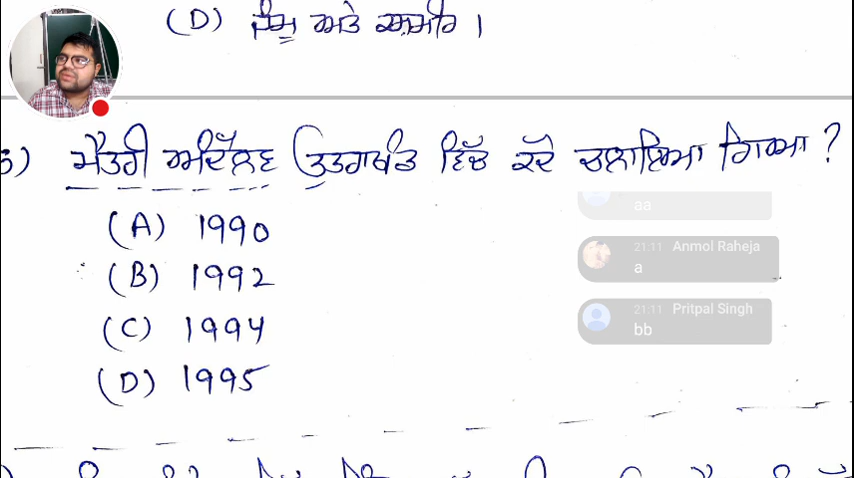 (D) ਜੰਮੂ ਅਤੇ ਕਸ਼ਮੀਰ ।
ਮੈਤਰੀ ਅੰਦੋਲਨ ਉਤਰਾਖੰਡ ਵਿੱਚ ਕਦੋਂ ਚਲਾਇਆ ਗਿਆ ?
(A) 1990
(B) 1992
(C) 1994
(D) 1995
aa
21:11 Anmol Raheja
a
21:11 Pritpal Singh
bb